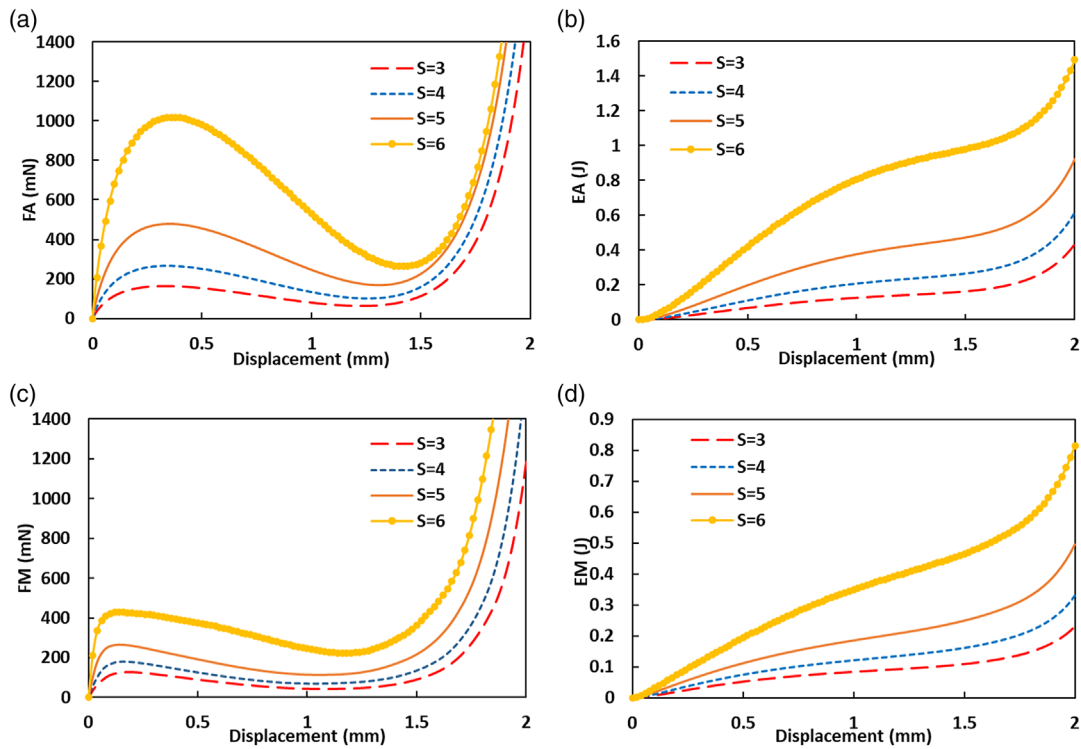 (a)
1400
1200
1000
800
600
400
200
0
FA (mN)
S=3
S=4
S=5
S=6
0 0.5 1 1.5 2
Displacement (mm)
(b)
1.6
1.4
1.2
1
0.8
0.6
0.4
0.2
0
EA (J)
S=3
S=4
S=5
S=6
0 0.5 1 1.5 2
Displacement (mm)
(c)
1400
1200
1000
800
600
400
200
0
FM (mN)
S=3
S=4
S=5
S=6
0 0.5 1 1.5 2
Displacement (mm)
(d)
0.9
0.8
0.7
0.6
0.5
0.4
0.3
0.2
0.1
0
EM (J)
S=3
S=4
S=5
S=6
0 0.5 1 1.5 2
Displacement (mm)